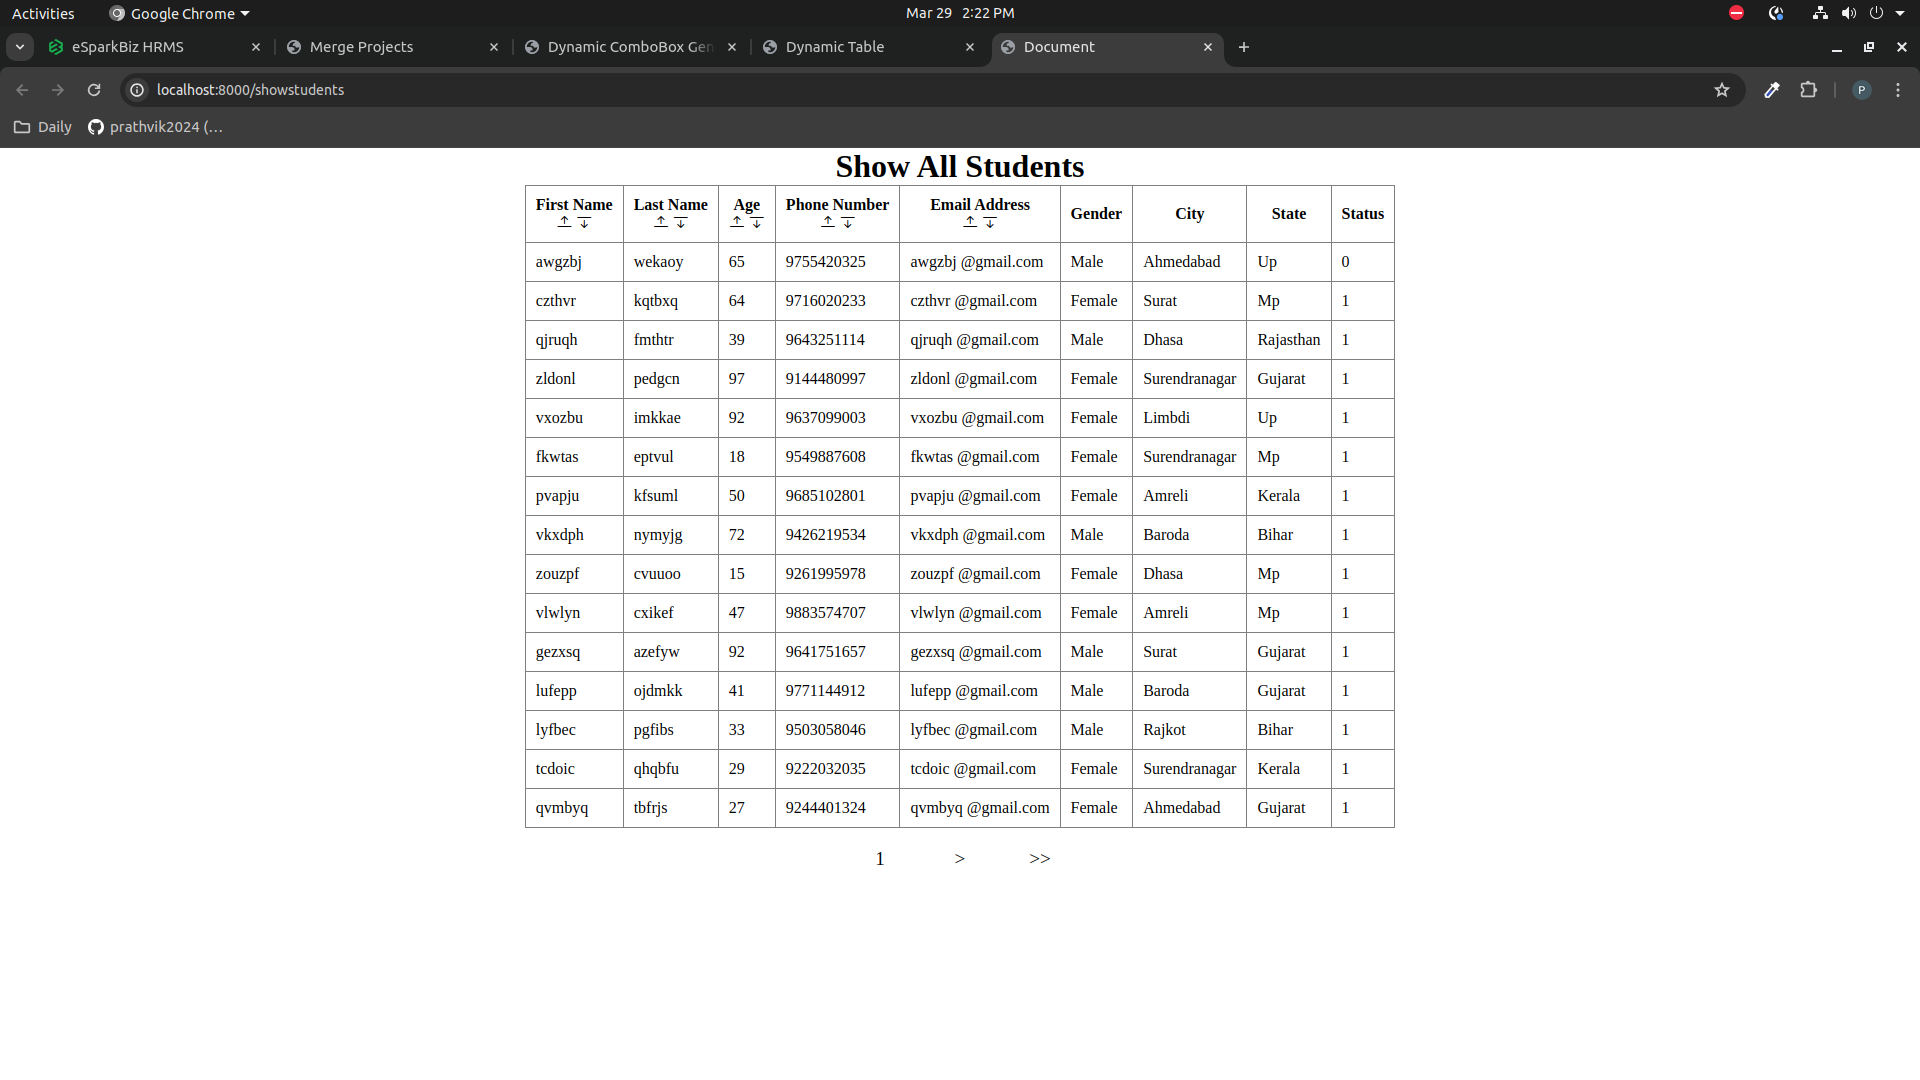 Activities Google Chrome Mar 29 2:22 PM
eSparkBiz HRMS Merge Projects Dynamic ComboBox Gen Dynamic Table Document
localhost:8000/showstudents P
Daily prathvik2024 (...
Show All Students
First Name Last Name Age Phone Number Email Address Gender City State Status
awgzbj wekaoy 65 9755420325 awgzbj @gmail.com Male Ahmedabad Up 0
czthvr kqtbxq 64 9716020233 czthvr @gmail.com Female Surat Mp 1
qjruqh fmthtr 39 9643251114 qjruqh @gmail.com Male Dhasa Rajasthan 1
zldonl pedgcn 97 9144480997 zldonl @gmail.com Female Surendranagar Gujarat 1
vxozbu imkkae 92 9637099003 vxozbu @gmail.com Female Limbdi Up 1
fkwtas eptvul 18 9549887608 fkwtas @gmail.com Female Surendranagar Mp 1
pvapju kfsuml 50 9685102801 pvapju @gmail.com Female Amreli Kerala 1
vkxdph nymyjg 72 9426219534 vkxdph @gmail.com Male Baroda Bihar 1
zouzpf cvuuoo 15 9261995978 zouzpf @gmail.com Female Dhasa Mp 1
vlwlyn cxikef 47 9883574707 vlwlyn @gmail.com Female Amreli Mp 1
gezxsq azefyw 92 9641751657 gezxsq @gmail.com Male Surat Gujarat 1
lufepp ojdmkk 41 9771144912 lufepp @gmail.com Male Baroda Gujarat 1
lyfbec pgfibs 33 9503058046 lyfbec @gmail.com Male Rajkot Bihar 1
tcdoic qhqbfu 29 9222032035 tcdoic @gmail.com Female Surendranagar Kerala 1
qvmbyq tbfrjs 27 9244401324 qvmbyq @gmail.com Female Ahmedabad Gujarat 1
1 > >>